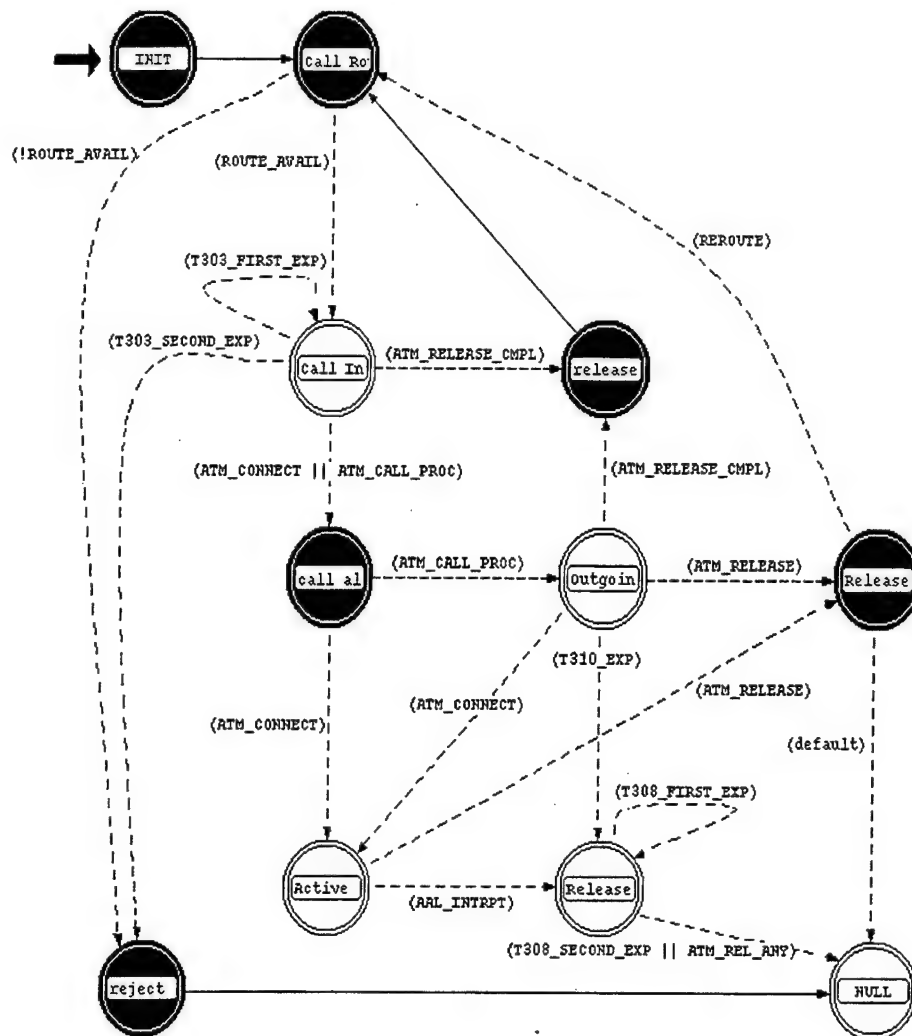 INIT
Call Ro
(!ROUTE_AVAIL)
(ROUTE_AVAIL)
(REROUTE)
(T303_FIRST_EXP)
(T303_SECOND_EXP)
Call In
(ATM_RELEASE_CMPL)
release
(ATM_CONNECT || ATM_CALL_PROC)
(ATM_RELEASE_CMPL)
call al
(ATM_CALL_PROC)
Outgoin
(ATM_RELEASE)
Release
(T310_EXP)
(ATM_RELEASE)
(ATM_CONNECT)
(ATM_CONNECT)
(default)
(T308_FIRST_EXP)
Active
(AAL_INTRPT)
Release
(T308_SECOND_EXP || ATM_REL_ANY)
reject
NULL